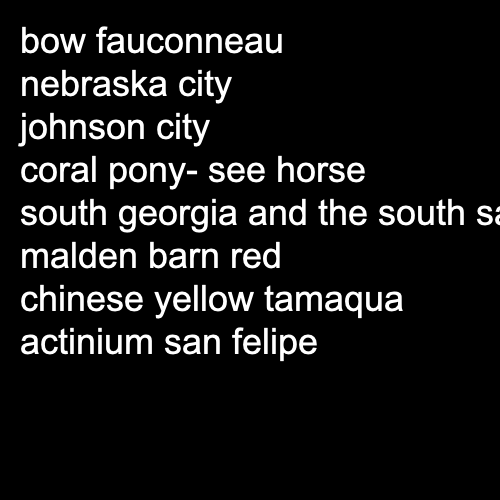 bow fauconneau
nebraska city
johnson city
coral pony- see horse
south georgia and the south
malden barn red
chinese yellow tamaqua
actinium san felipe